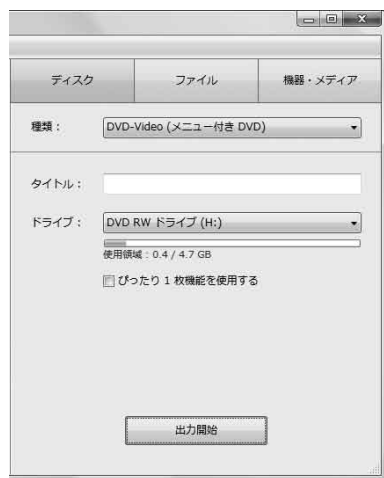 ディスク ファイル 機器・メディア
種類： DVD-Video (メニュー付き DVD)
タイトル：
ドライブ： DVD RW ドライブ (H:)
使用領域：0.4 / 4.7 GB
ぴったり 1 枚機能を使用する
出力開始